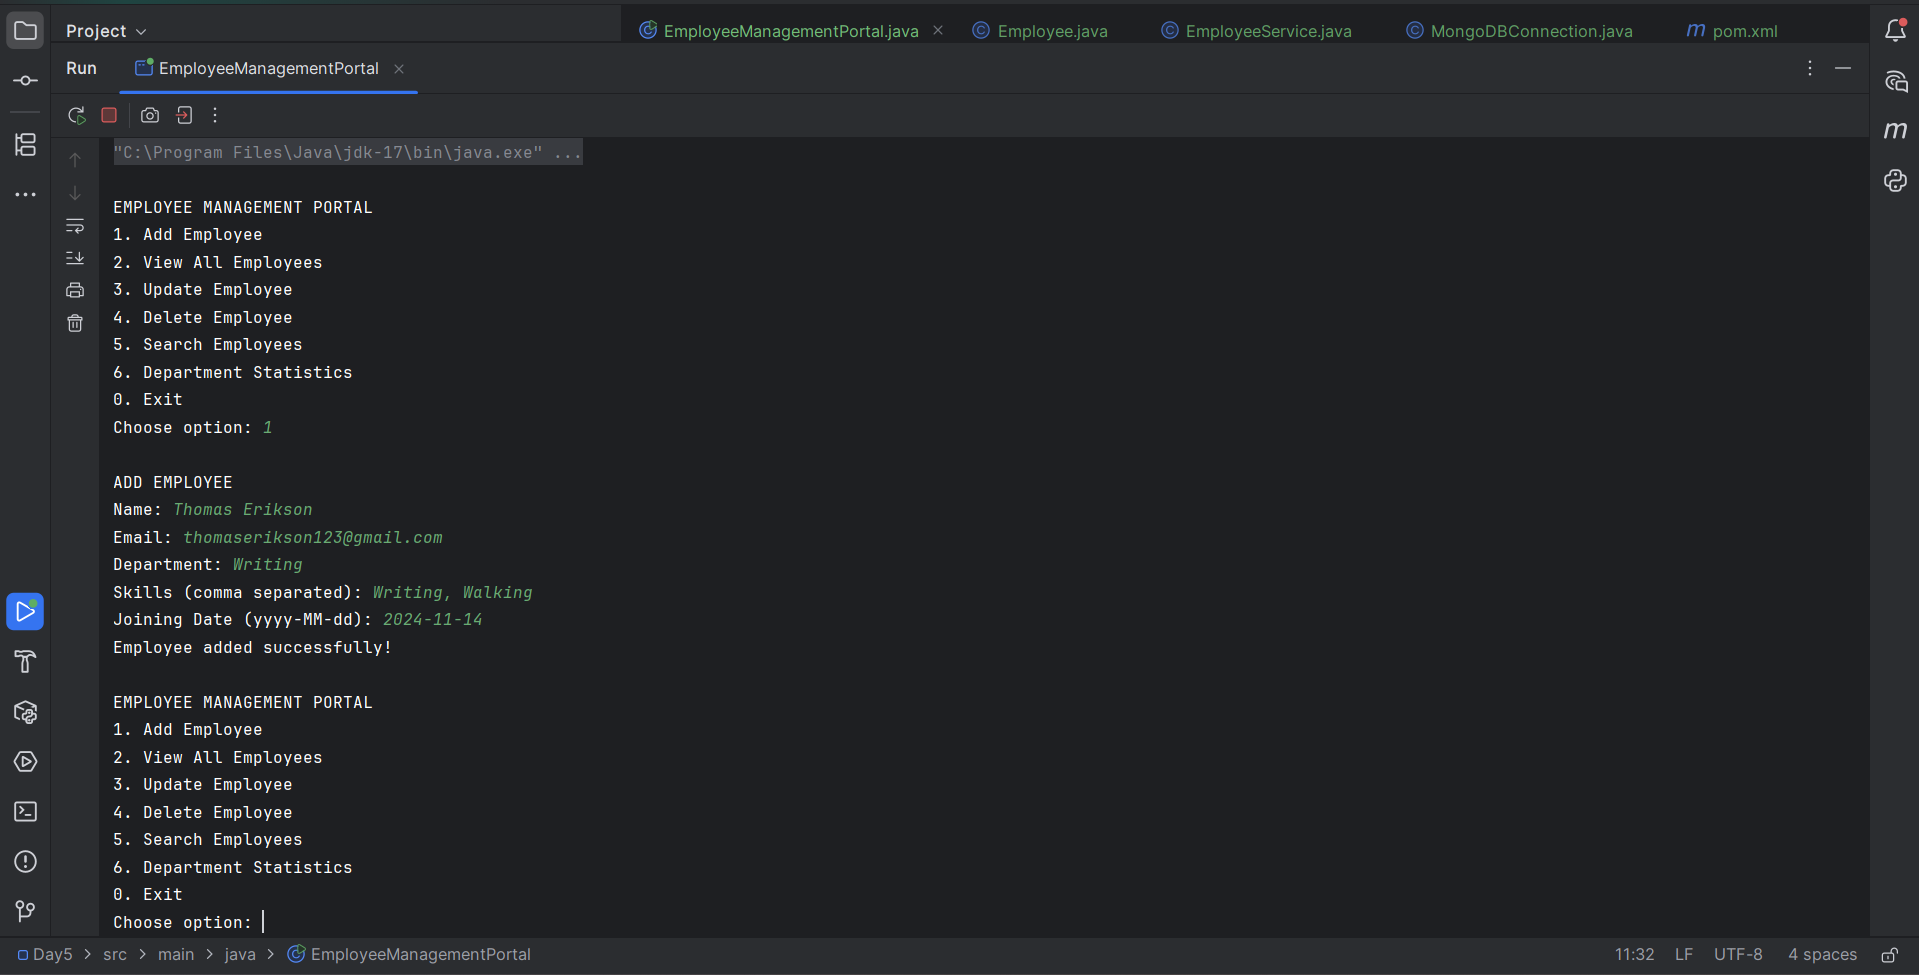 Project
EmployeeManagementPortal.java
Employee.java
EmployeeService.java
MongoDBConnection.java
m pom.xml
Run
EmployeeManagementPortal
"C:\Program Files\Java\jdk-17\bin\java.exe" ...
EMPLOYEE MANAGEMENT PORTAL
1. Add Employee
2. View All Employees
3. Update Employee
4. Delete Employee
5. Search Employees
6. Department Statistics
0. Exit
Choose option: 1
ADD EMPLOYEE
Name: Thomas Erikson
Email: thomaserikson123@gmail.com
Department: Writing
Skills (comma separated): Writing, Walking
Joining Date (yyyy-MM-dd): 2024-11-14
Employee added successfully!
EMPLOYEE MANAGEMENT PORTAL
1. Add Employee
2. View All Employees
3. Update Employee
4. Delete Employee
5. Search Employees
6. Department Statistics
0. Exit
Choose option:
Day5 > src > main > java > EmployeeManagementPortal
11:32 LF UTF-8 4 spaces